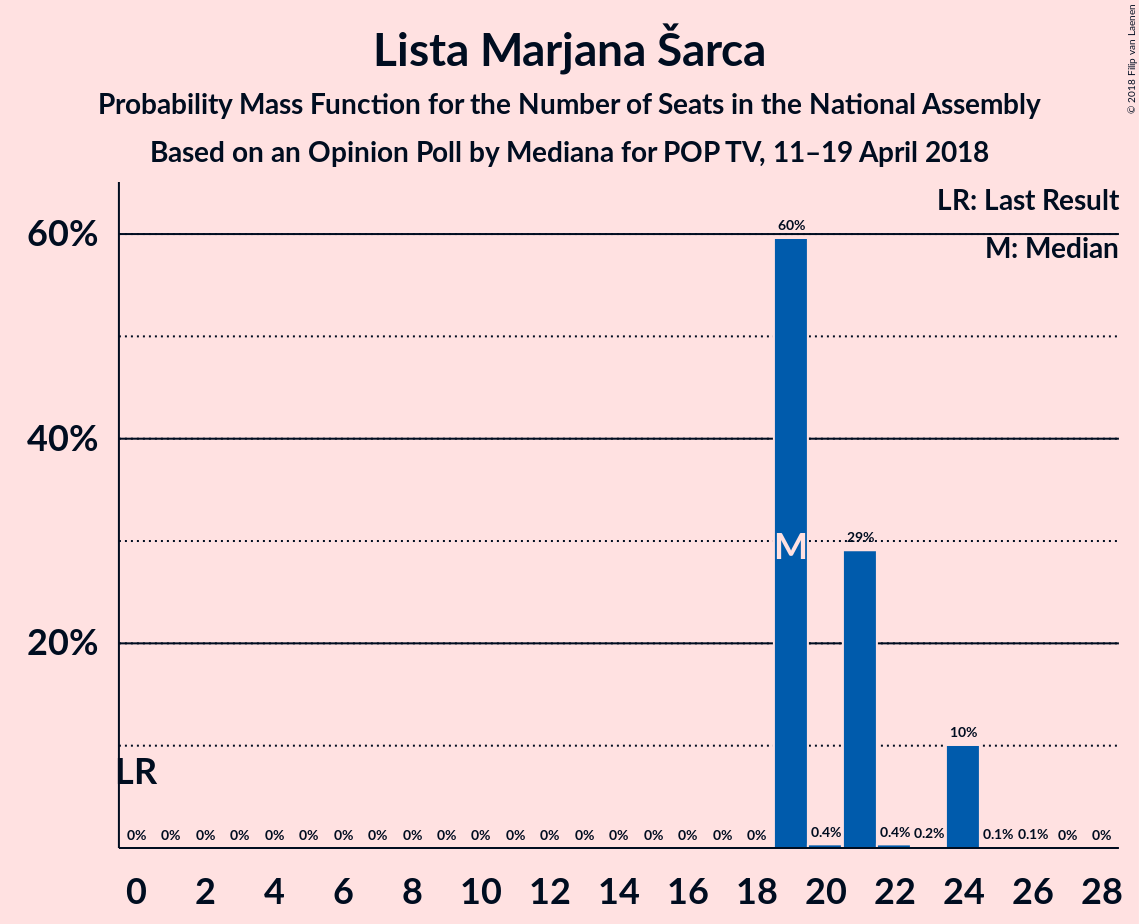 Lista Marjana Šarca
Probability Mass Function for the Number of Seats in the National Assembly
Based on an Opinion Poll by Mediana for POP TV, 11–19 April 2018
© 2018 Filip van Laenen
LR: Last Result
M: Median
60%
40%
20%
60%
M
29%
10%
LR
0% 0% 0% 0% 0% 0% 0% 0% 0% 0% 0% 0% 0% 0% 0% 0% 0% 0% 0% 0.4% 0.4% 0.2% 0.1% 0.1% 0% 0%
0 2 4 6 8 10 12 14 16 18 20 22 24 26 28